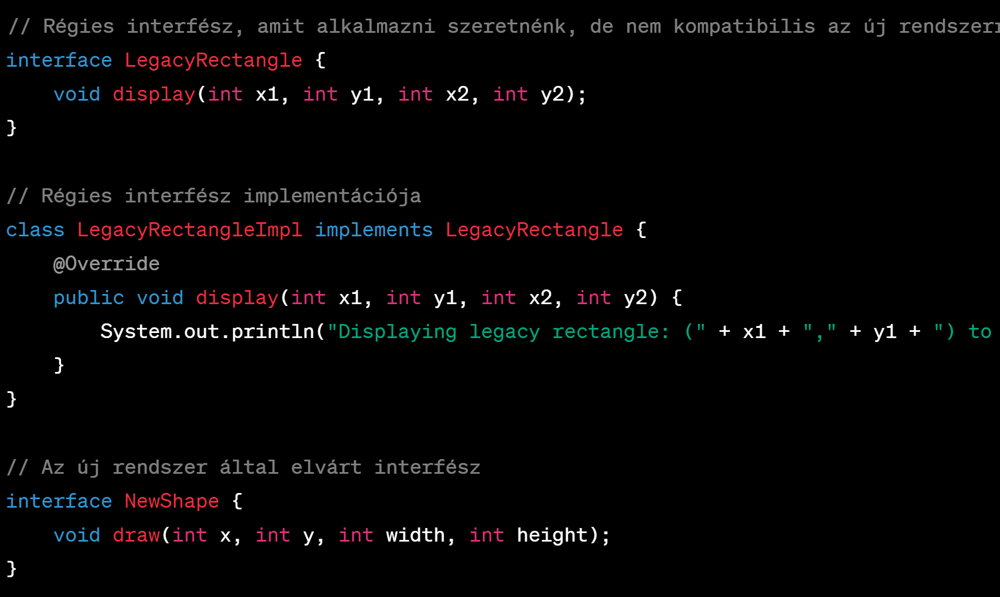 // Régies interfész, amit alkalmazni szeretnénk, de nem kompatibilis az új
interface LegacyRectangle {
    void display(int x1, int y1, int x2, int y2);
}
// Régies interfész implementációja
class LegacyRectangleImpl implements LegacyRectangle {
    @Override
    public void display(int x1, int y1, int x2, int y2) {
        System.out.println("Displaying legacy rectangle: (" + x1 + "," + y1 + ") to
    }
}
// Az új rendszer által elvárt interfész
interface NewShape {
    void draw(int x, int y, int width, int height);
}